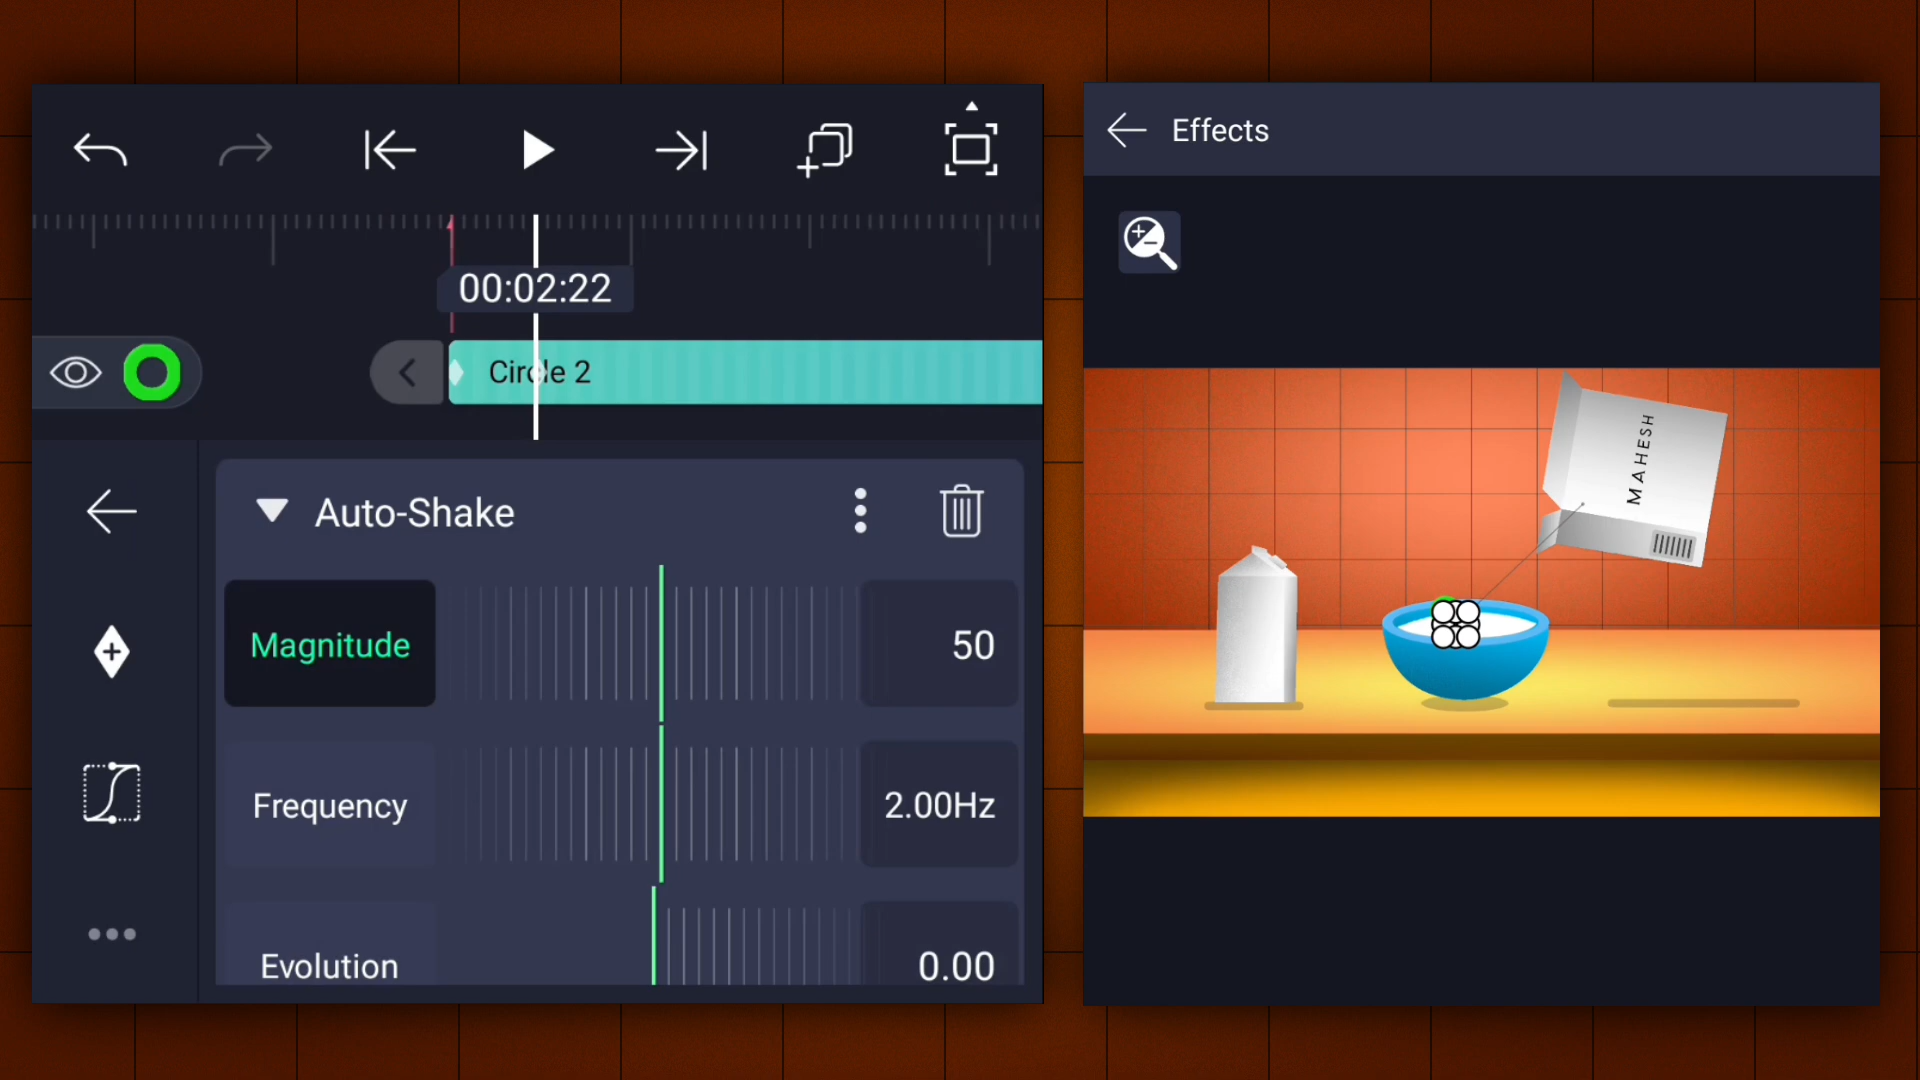 00:02:22
Circle 2
Auto-Shake
Magnitude
50
Frequency
2.00Hz
Evolution
0.00
Effects
MAHESH